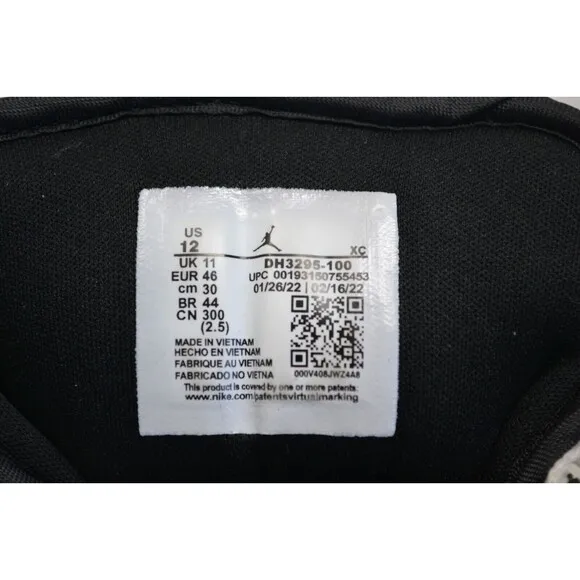 US
12 XC
UK 11 DH3295-100
EUR 46 UPC 00193150755453
cm 30 01/26/22 | 02/16/22
BR 44
CN 300
(2.5)
MADE IN VIETNAM
HECHO EN VIETNAM
FABRIQUE AU VIETNAM
FABRICADO NO VIETNA
000V408JWZ4A8
This product is covered by one or more patents:
www.nike.com/patentsvirtualmarking